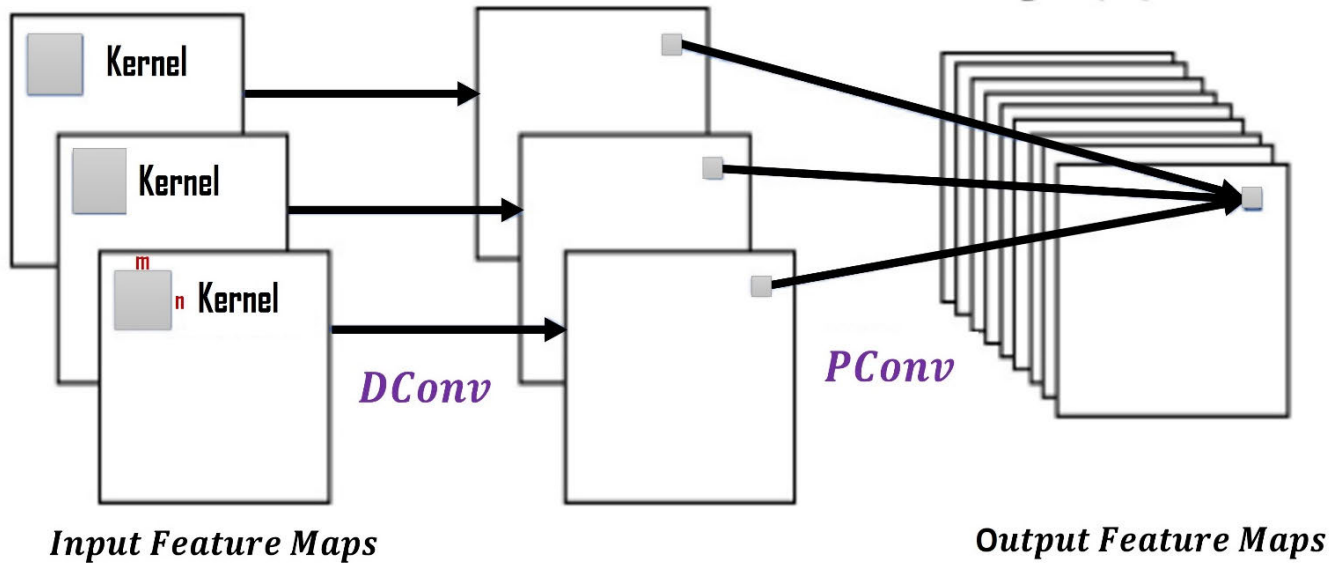 Kernel
Kernel
m
n Kernel
DConv
PConv
Input Feature Maps
Output Feature Maps